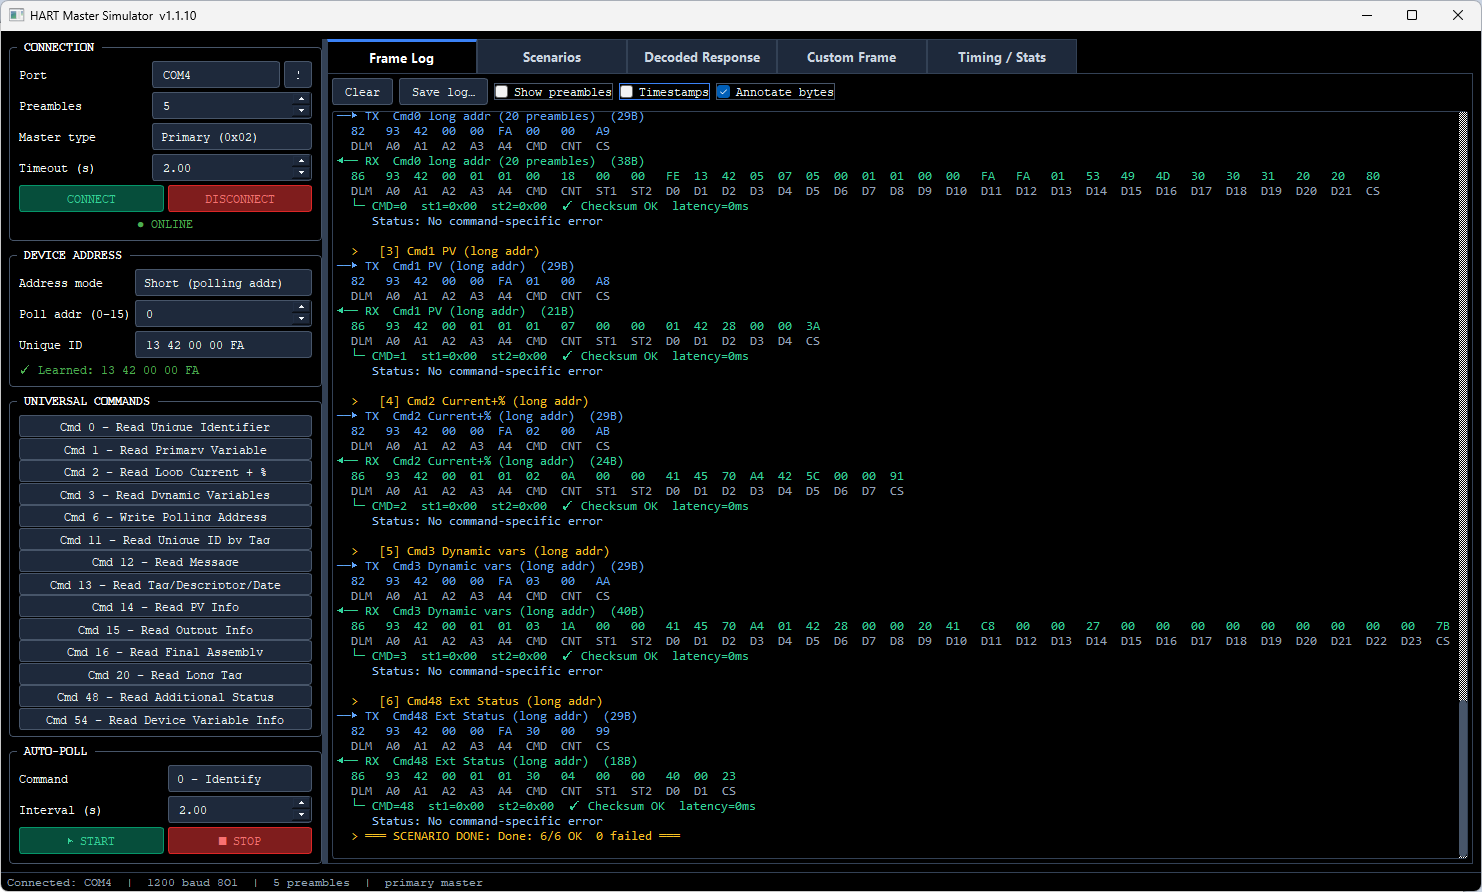 HART Master Simulator v1.1.10
CONNECTION
Port COM4
Preambles 5
Master type Primary (0x02)
Timeout (s) 2.00
CONNECT DISCONNECT
● ONLINE
DEVICE ADDRESS
Address mode Short (polling addr)
Poll addr (0-15) 0
Unique ID 13 42 00 00 FA
✓ Learned: 13 42 00 00 FA
UNIVERSAL COMMANDS
Cmd 0 - Read Unique Identifier
Cmd 1 - Read Primary Variable
Cmd 2 - Read Loop Current + %
Cmd 3 - Read Dynamic Variables
Cmd 6 - Write Polling Address
Cmd 11 - Read Unique ID by Tag
Cmd 12 - Read Message
Cmd 13 - Read Tag/Descriptor/Date
Cmd 14 - Read PV Info
Cmd 15 - Read Output Info
Cmd 16 - Read Final Assembly
Cmd 20 - Read Long Tag
Cmd 48 - Read Additional Status
Cmd 54 - Read Device Variable Info
AUTO-POLL
Command 0 - Identify
Interval (s) 2.00
▶ START ■ STOP
Frame Log Scenarios Decoded Response Custom Frame Timing / Stats
Clear Save log… Show preambles Timestamps Annotate bytes
──▶ TX Cmd0 long addr (20 preambles) (29B)
82 93 42 00 00 FA 00 00 A9
DLM A0 A1 A2 A3 A4 CMD CNT CS
◀── RX Cmd0 long addr (20 preambles) (38B)
86 93 42 00 01 01 00 18 00 00 FE 13 42 05 07 05 00 01 01 00 00 FA FA 01 53 49 4D 30 30 31 20 20 80
DLM A0 A1 A2 A3 A4 CMD CNT ST1 ST2 D0 D1 D2 D3 D4 D5 D6 D7 D8 D9 D10 D11 D12 D13 D14 D15 D16 D17 D18 D19 D20 D21 CS
└─ CMD=0 st1=0x00 st2=0x00 ✓ Checksum OK latency=0ms
Status: No command-specific error
> [3] Cmd1 PV (long addr)
──▶ TX Cmd1 PV (long addr) (29B)
82 93 42 00 00 FA 01 00 A8
DLM A0 A1 A2 A3 A4 CMD CNT CS
◀── RX Cmd1 PV (long addr) (21B)
86 93 42 00 01 01 01 07 00 00 01 42 28 00 00 3A
DLM A0 A1 A2 A3 A4 CMD CNT ST1 ST2 D0 D1 D2 D3 D4 CS
└─ CMD=1 st1=0x00 st2=0x00 ✓ Checksum OK latency=0ms
Status: No command-specific error
> [4] Cmd2 Current+% (long addr)
──▶ TX Cmd2 Current+% (long addr) (29B)
82 93 42 00 00 FA 02 00 AB
DLM A0 A1 A2 A3 A4 CMD CNT CS
◀── RX Cmd2 Current+% (long addr) (24B)
86 93 42 00 01 01 02 0A 00 00 41 45 70 A4 42 5C 00 00 91
DLM A0 A1 A2 A3 A4 CMD CNT ST1 ST2 D0 D1 D2 D3 D4 D5 D6 D7 CS
└─ CMD=2 st1=0x00 st2=0x00 ✓ Checksum OK latency=0ms
Status: No command-specific error
> [5] Cmd3 Dynamic vars (long addr)
──▶ TX Cmd3 Dynamic vars (long addr) (29B)
82 93 42 00 00 FA 03 00 AA
DLM A0 A1 A2 A3 A4 CMD CNT CS
◀── RX Cmd3 Dynamic vars (long addr) (40B)
86 93 42 00 01 01 03 1A 00 00 41 45 70 A4 01 42 28 00 00 20 41 C8 00 00 27 00 00 00 00 00 00 00 00 00 7B
DLM A0 A1 A2 A3 A4 CMD CNT ST1 ST2 D0 D1 D2 D3 D4 D5 D6 D7 D8 D9 D10 D11 D12 D13 D14 D15 D16 D17 D18 D19 D20 D21 D22 D23 CS
└─ CMD=3 st1=0x00 st2=0x00 ✓ Checksum OK latency=0ms
Status: No command-specific error
> [6] Cmd48 Ext Status (long addr)
──▶ TX Cmd48 Ext Status (long addr) (29B)
82 93 42 00 00 FA 30 00 99
DLM A0 A1 A2 A3 A4 CMD CNT CS
◀── RX Cmd48 Ext Status (long addr) (18B)
86 93 42 00 01 01 30 04 00 00 40 00 23
DLM A0 A1 A2 A3 A4 CMD CNT ST1 ST2 D0 D1 CS
└─ CMD=48 st1=0x00 st2=0x00 ✓ Checksum OK latency=0ms
Status: No command-specific error
> ═══ SCENARIO DONE: Done: 6/6 OK 0 failed ═══
Connected: COM4 | 1200 baud 8O1 | 5 preambles | primary master